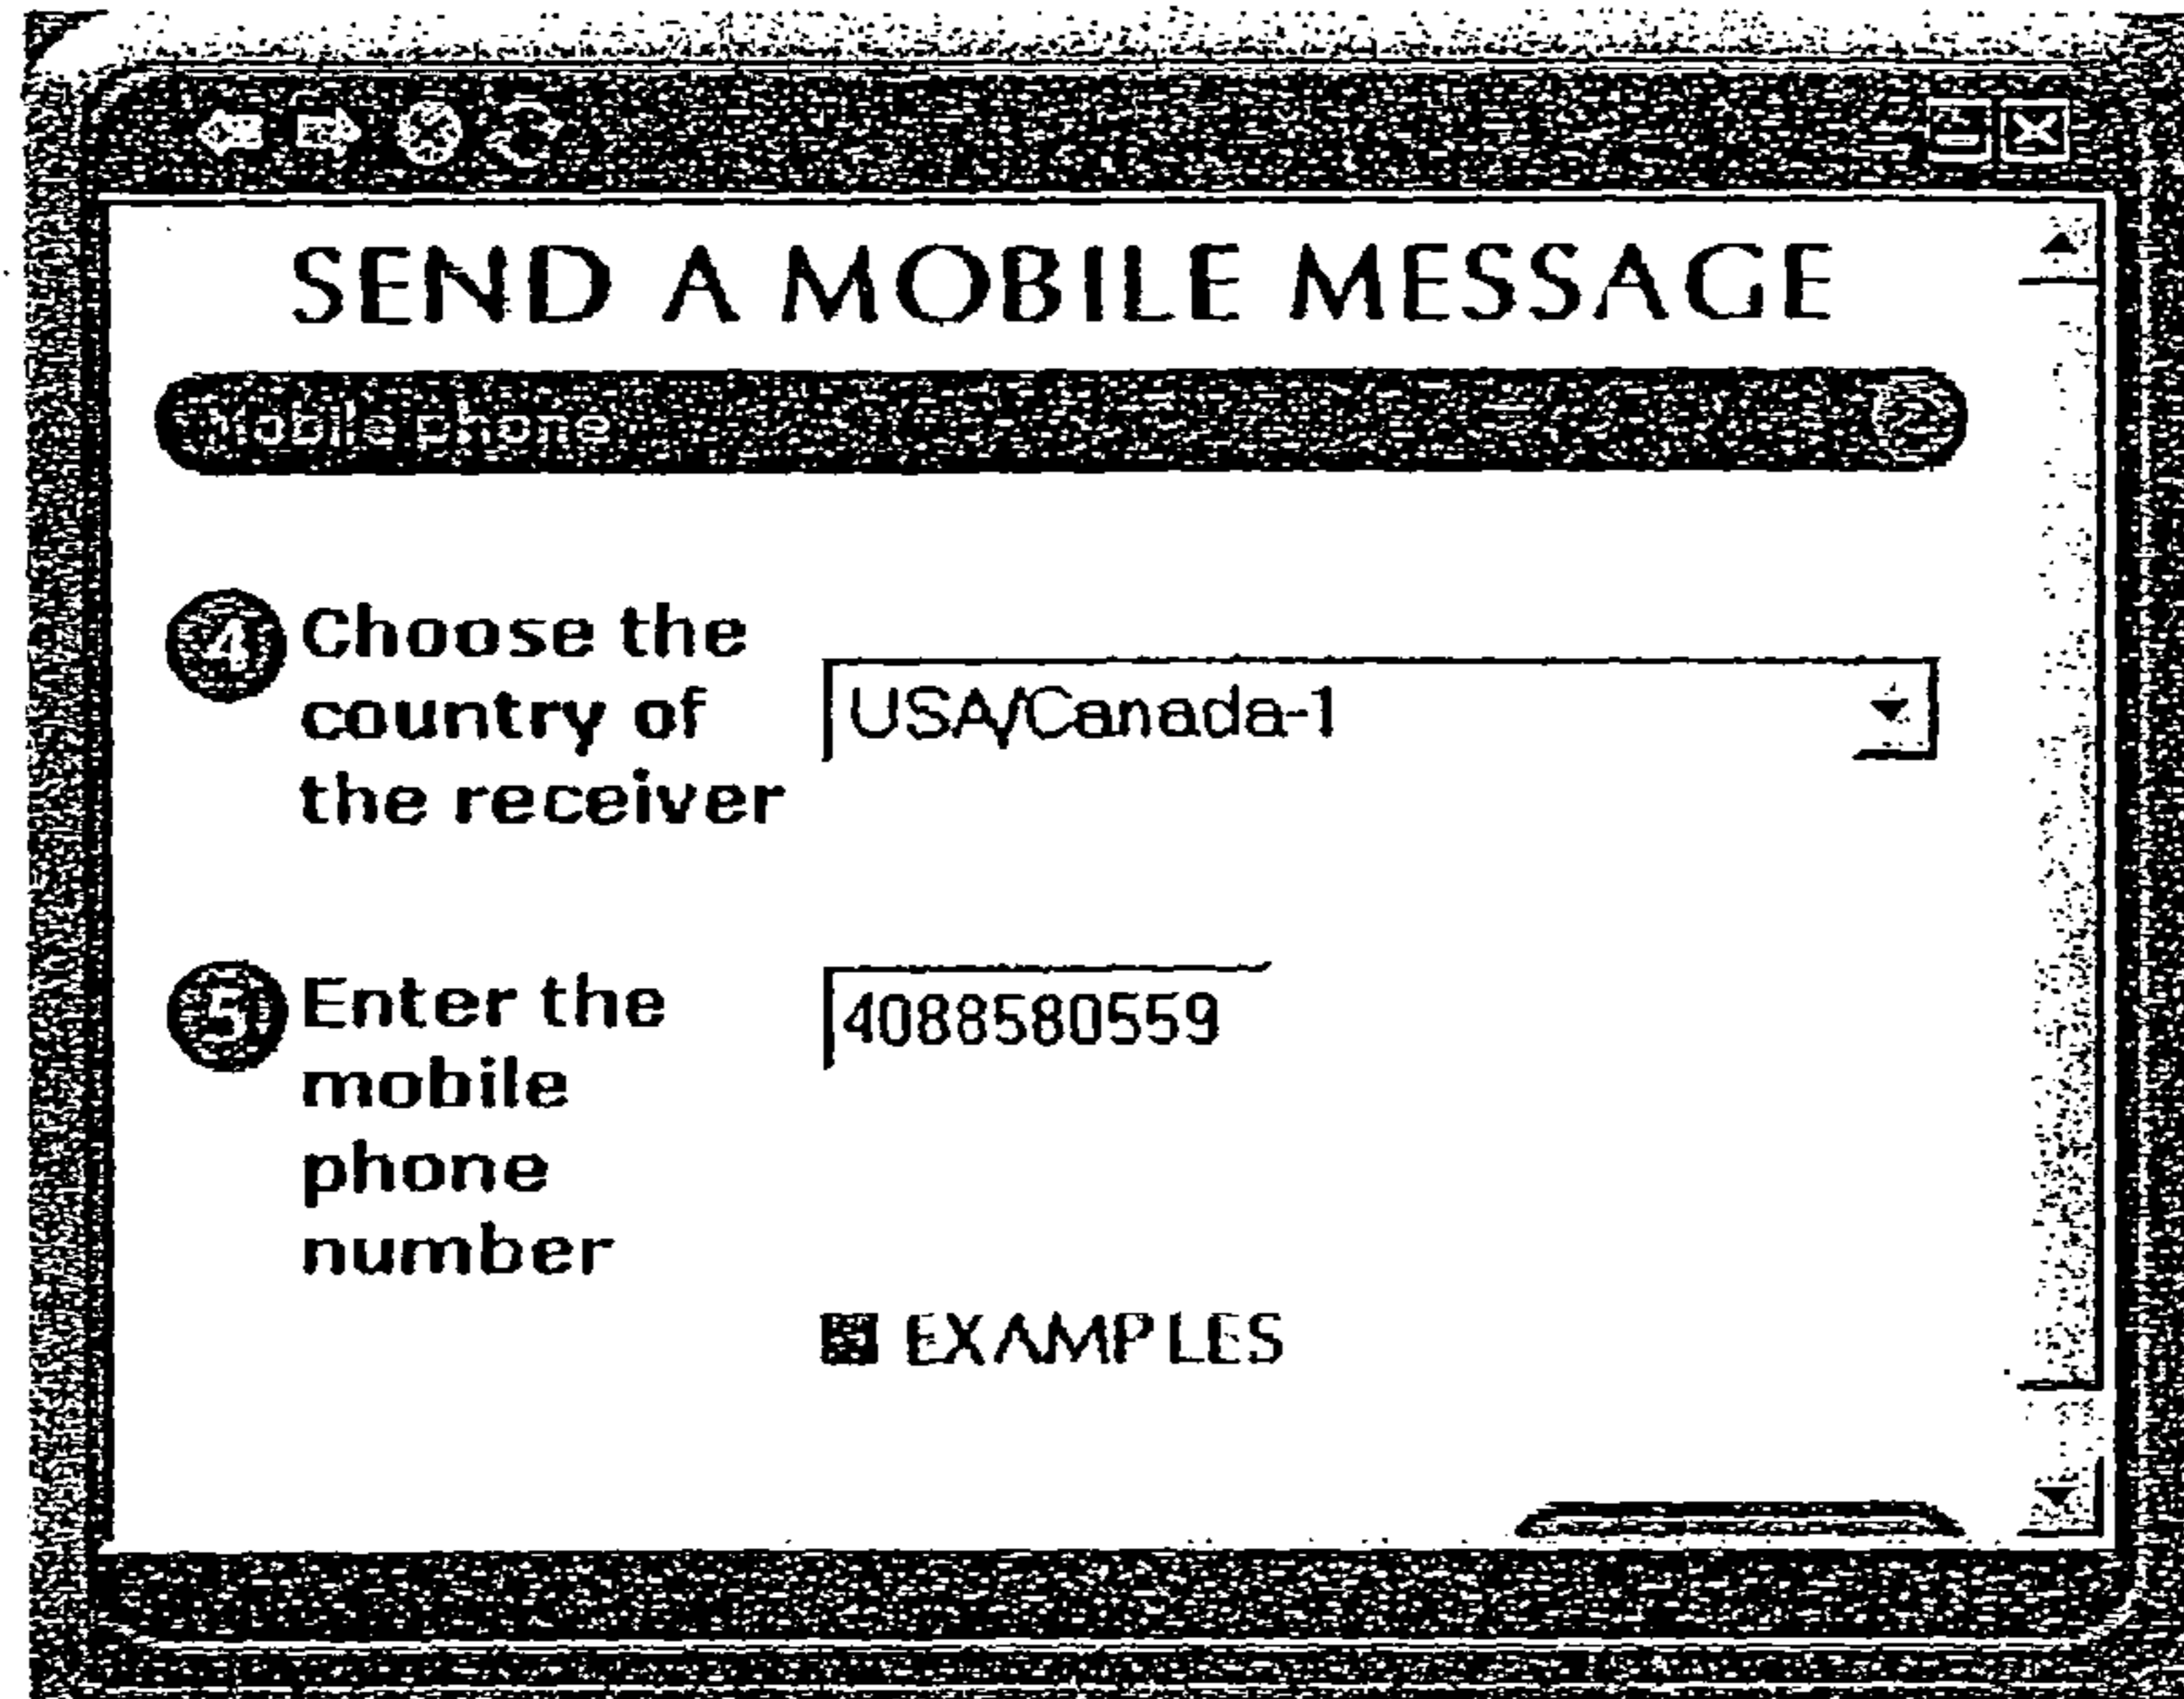 SEND A MOBILE MESSAGE
Mobile phone
4 Choose the
country of
the receiver
USA/Canada-1
5 Enter the
mobile
phone
number
4088580559
EXAMPLES